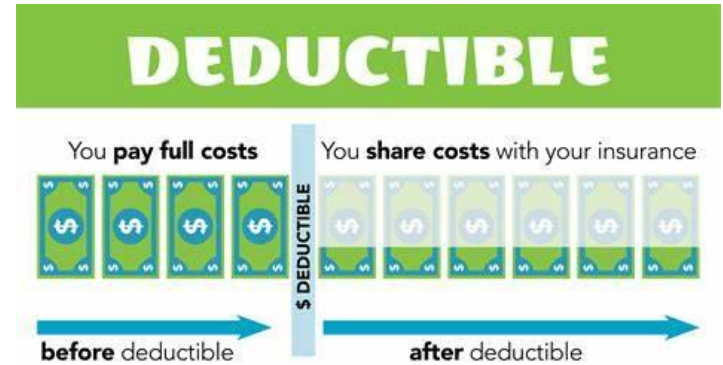 DEDUCTIBLE
You pay full costs
You share costs with your insurance
$ DEDUCTIBLE
before deductible
after deductible